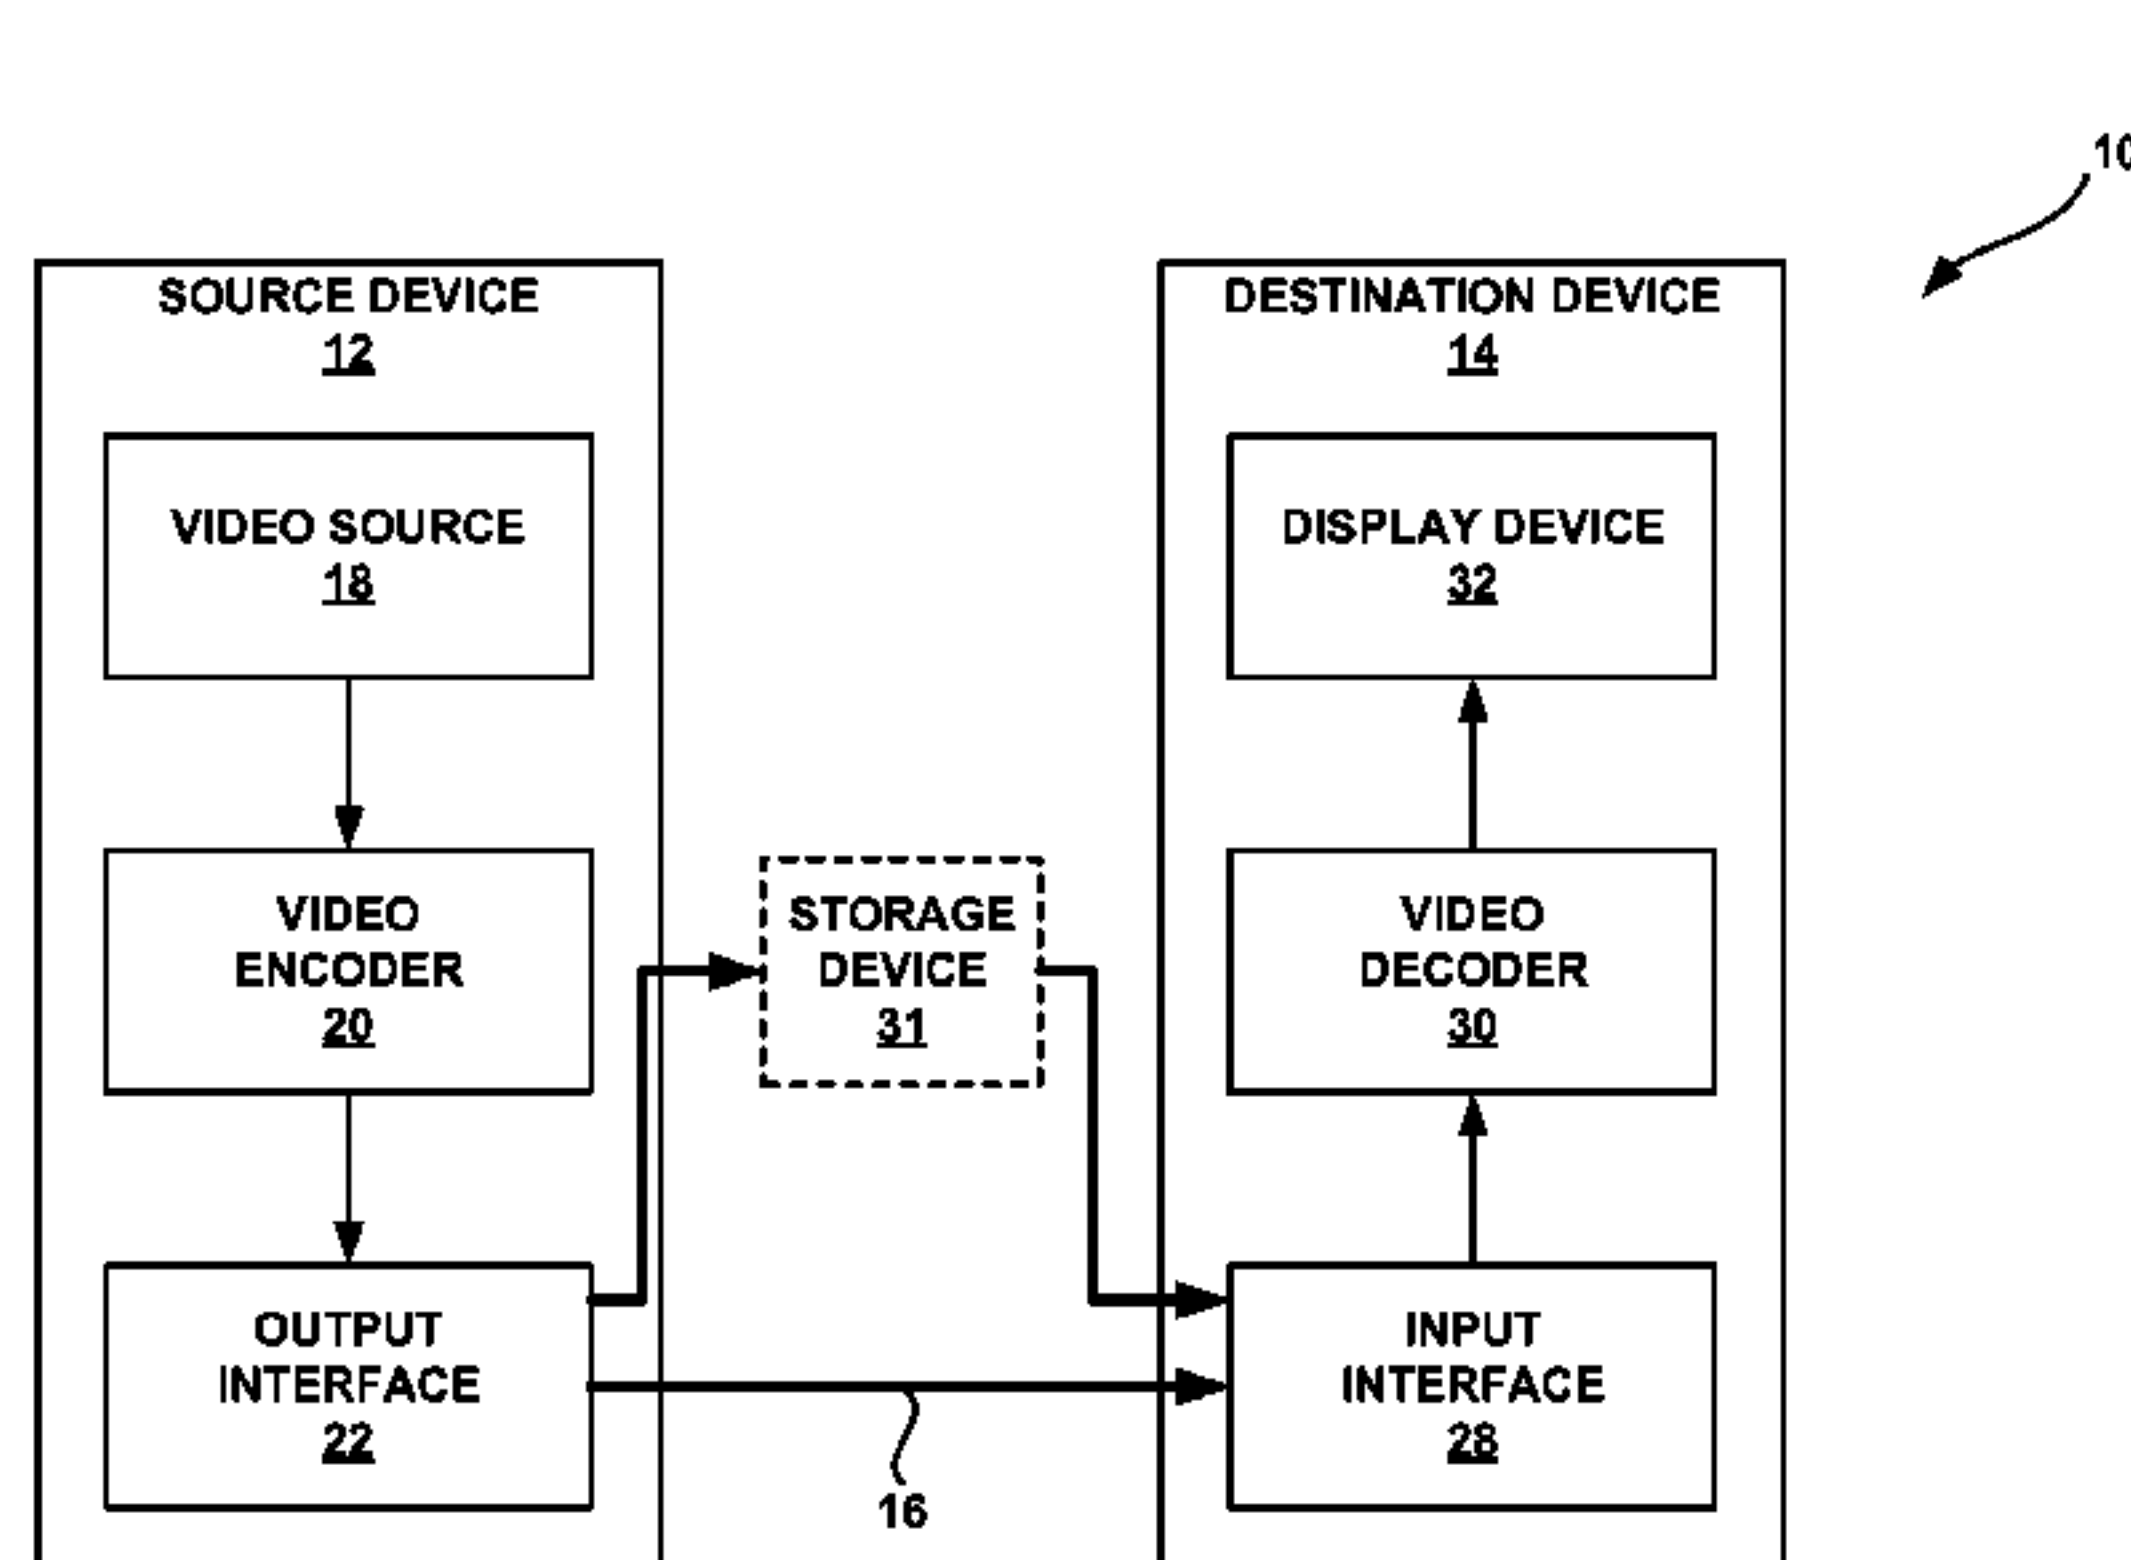 10
SOURCE DEVICE
12
VIDEO SOURCE
18
VIDEO
ENCODER
20
OUTPUT
INTERFACE
22
STORAGE
DEVICE
31
16
DESTINATION DEVICE
14
DISPLAY DEVICE
32
VIDEO
DECODER
30
INPUT
INTERFACE
28